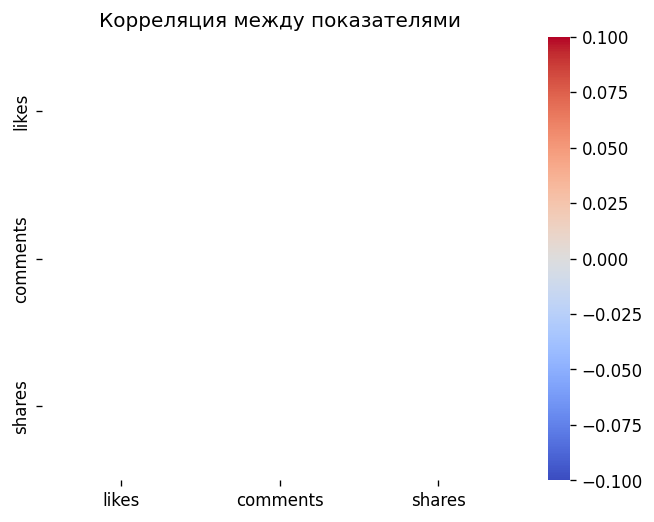 Корреляция между показателями
likes
comments
shares
likes
comments
shares
0.100
0.075
0.050
0.025
0.000
−0.025
−0.050
−0.075
−0.100